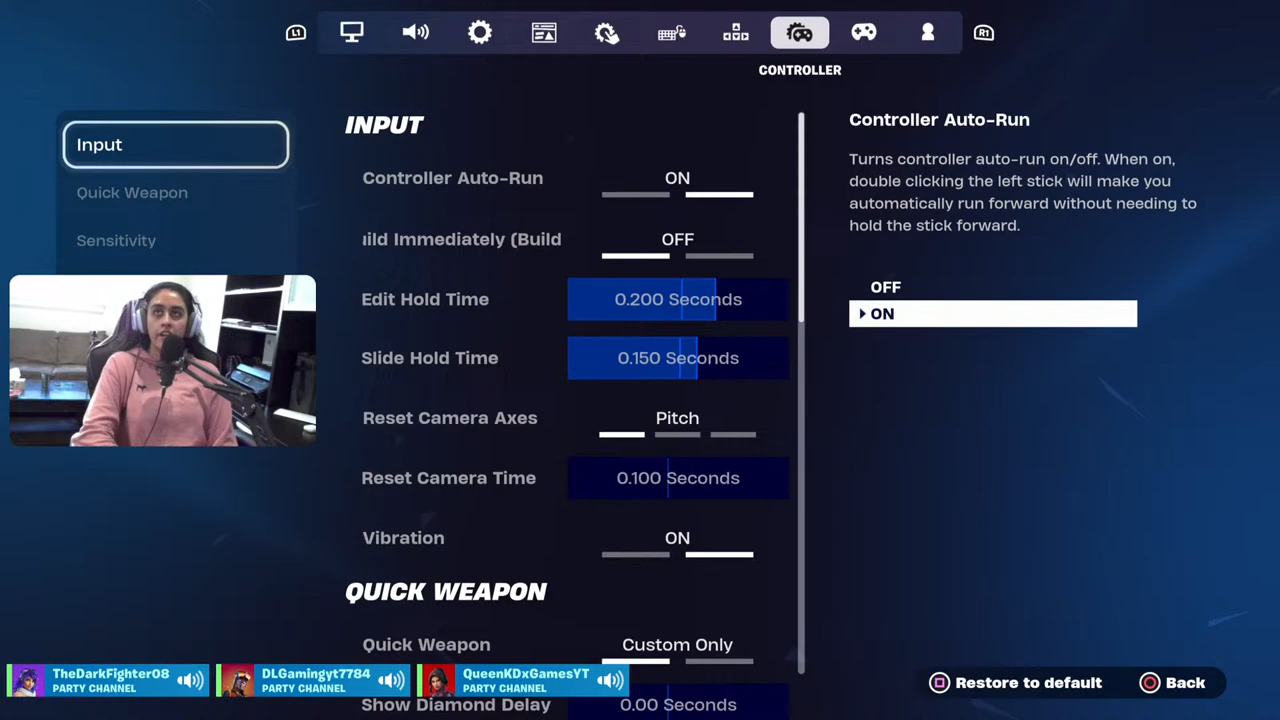 L1
R1
CONTROLLER
Input
Quick Weapon
Sensitivity
INPUT
Controller Auto-Run ON
ild Immediately (Build OFF
Edit Hold Time 0.200 Seconds
Slide Hold Time 0.150 Seconds
Reset Camera Axes Pitch
Reset Camera Time 0.100 Seconds
Vibration ON
QUICK WEAPON
Quick Weapon Custom Only
Show Diamond Delay 0.00 Seconds
Controller Auto-Run
Turns controller auto-run on/off. When on,
double clicking the left stick will make you
automatically run forward without needing to
hold the stick forward.
OFF
ON
TheDarkFighter08
PARTY CHANNEL
DLGamingyt7784
PARTY CHANNEL
QueenKDxGamesYT
PARTY CHANNEL
Restore to default
Back